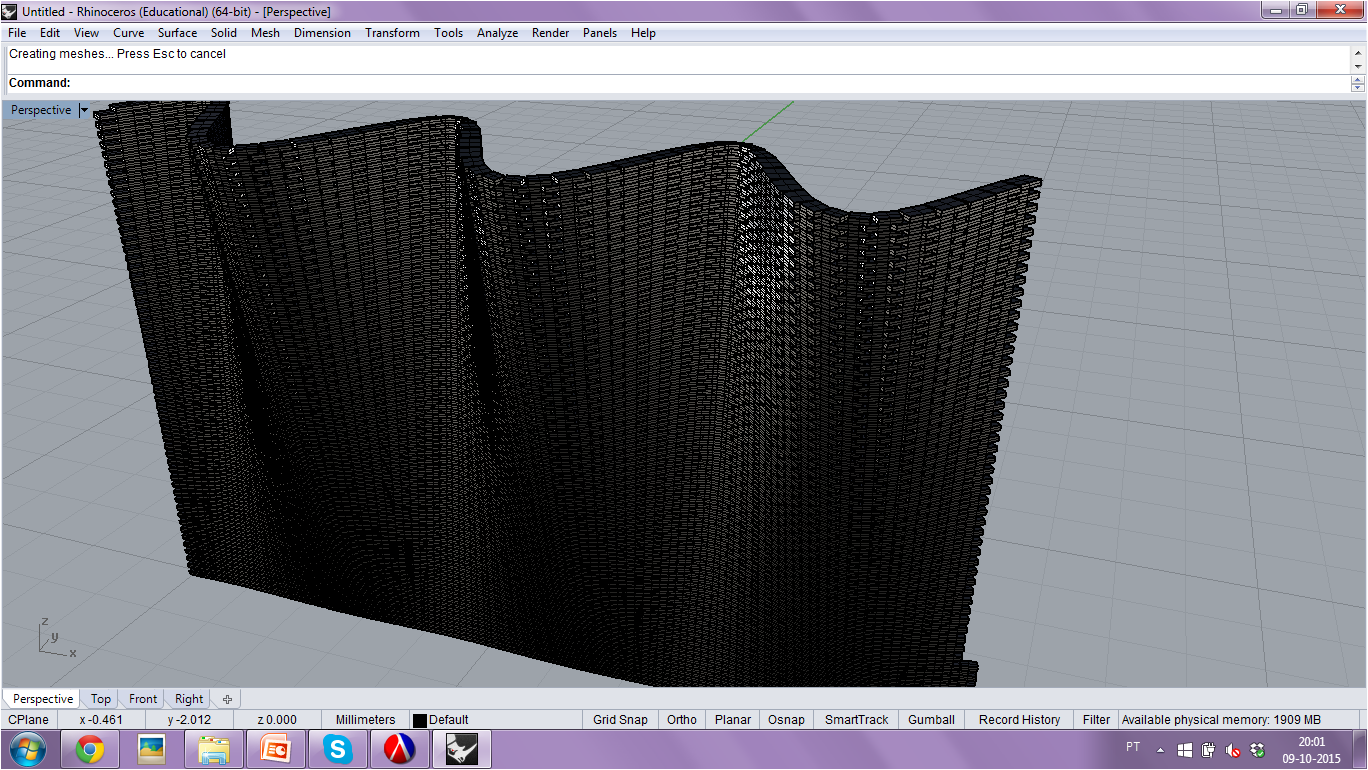 Untitled - Rhinoceros (Educational) (64-bit) - [Perspective]
File Edit View Curve Surface Solid Mesh Dimension Transform Tools Analyze Render Panels Help
Creating meshes... Press Esc to cancel
Command:
Perspective
z
y
x
Perspective Top Front Right
CPlane x -0.461 y -2.012 z 0.000 Millimeters Default Grid Snap Ortho Planar Osnap SmartTrack Gumball Record History Filter Available physical memory: 1909 MB
PT 20:01
09-10-2015